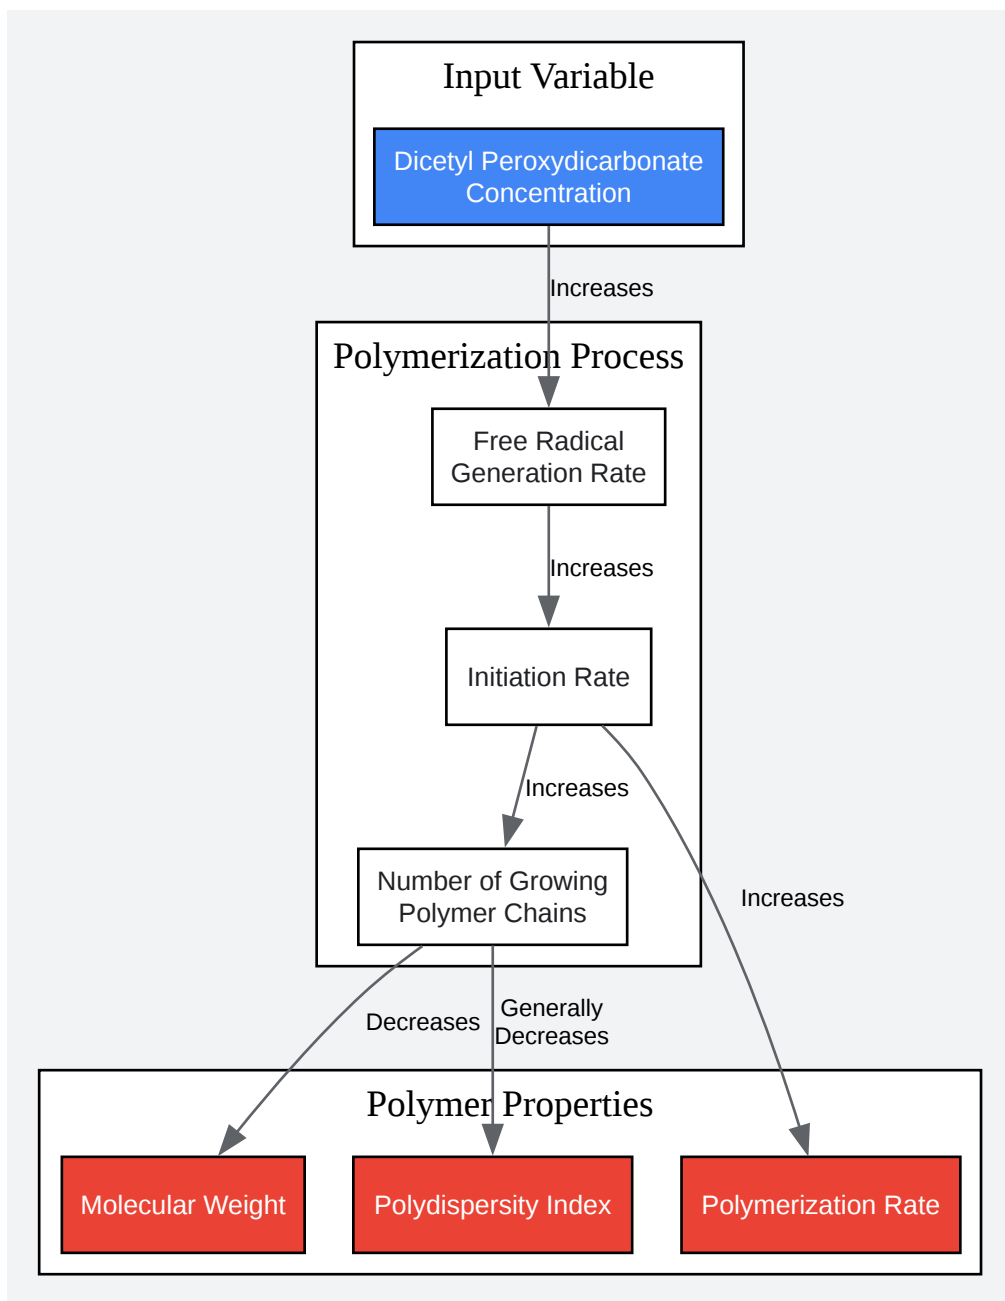 Input Variable
Dicetyl Peroxydicarbonate
Concentration
Increases
Polymerization Process
Free Radical
Generation Rate
Increases
Initiation Rate
Increases
Number of Growing
Polymer Chains
Increases
Decreases
Generally
Decreases
Polymer Properties
Molecular Weight
Polydispersity Index
Polymerization Rate